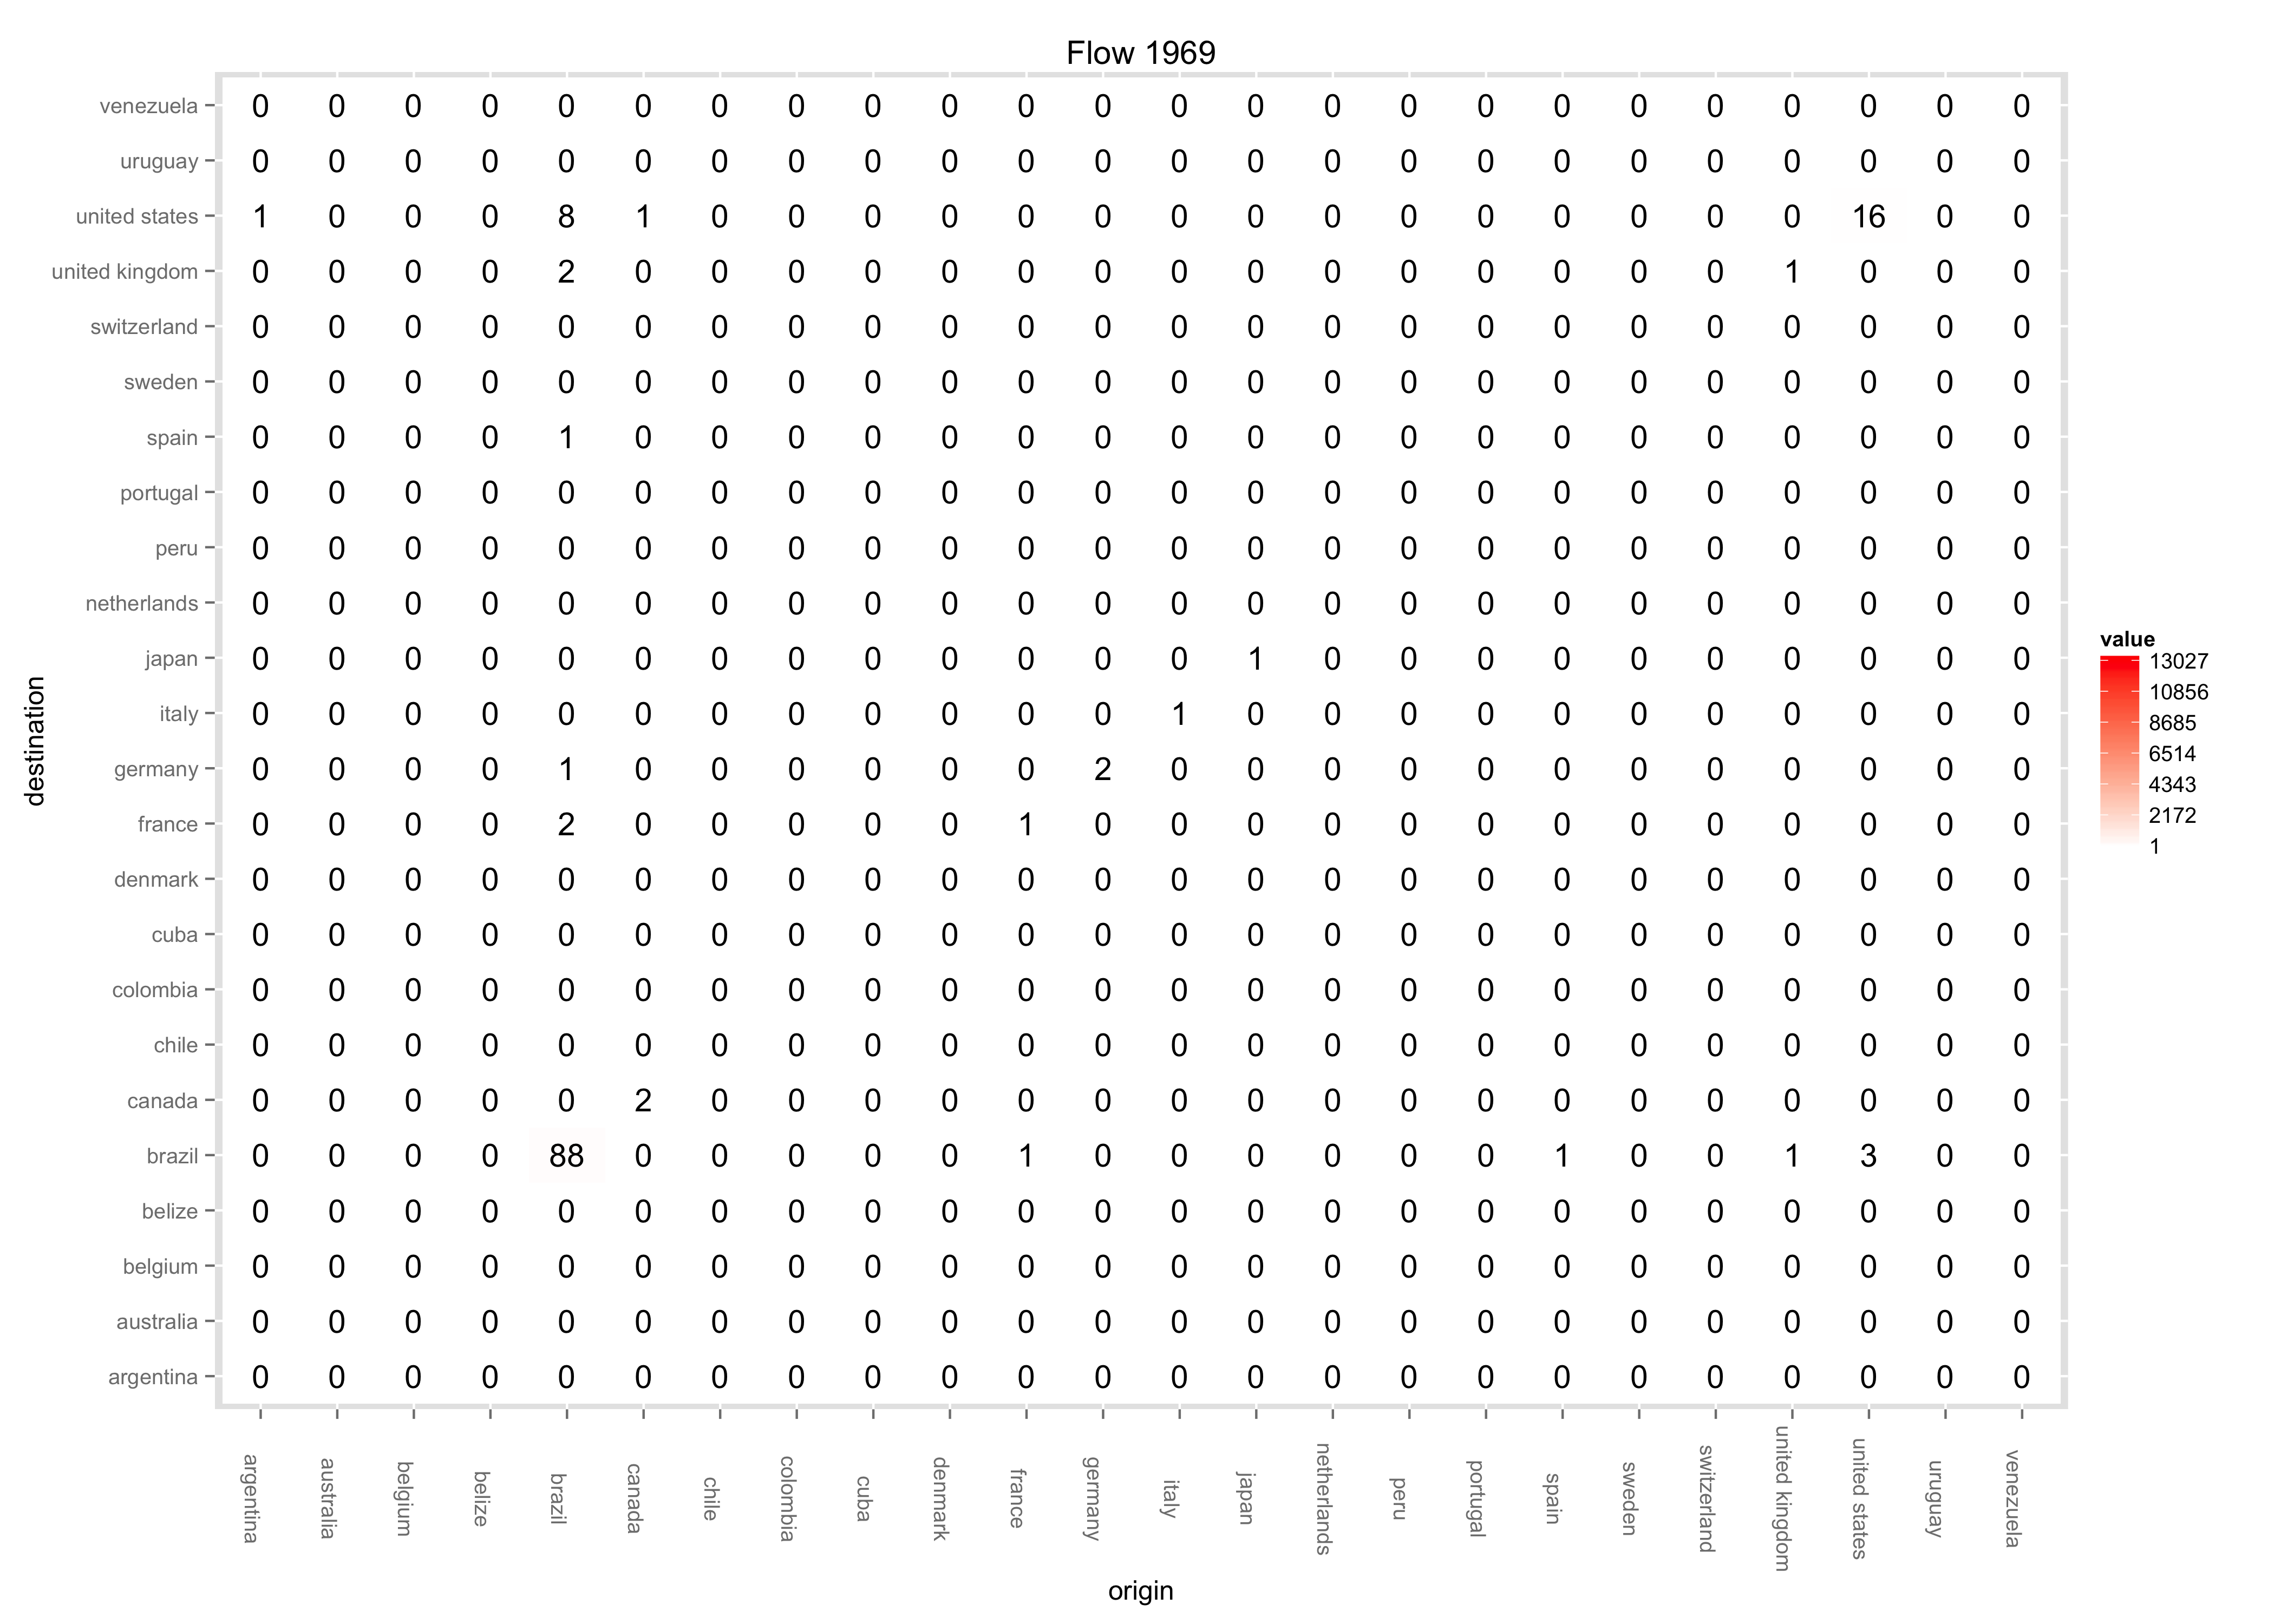 Flow 1969
venezuela 0 0 0 0 0 0 0 0 0 0 0 0 0 0 0 0 0 0 0 0 0 0 0 0
uruguay 0 0 0 0 0 0 0 0 0 0 0 0 0 0 0 0 0 0 0 0 0 0 0 0
united states 1 0 0 0 8 1 0 0 0 0 0 0 0 0 0 0 0 0 0 0 0 16 0 0
united kingdom 0 0 0 0 2 0 0 0 0 0 0 0 0 0 0 0 0 0 0 0 1 0 0 0
switzerland 0 0 0 0 0 0 0 0 0 0 0 0 0 0 0 0 0 0 0 0 0 0 0 0
sweden 0 0 0 0 0 0 0 0 0 0 0 0 0 0 0 0 0 0 0 0 0 0 0 0
spain 0 0 0 0 1 0 0 0 0 0 0 0 0 0 0 0 0 0 0 0 0 0 0 0
portugal 0 0 0 0 0 0 0 0 0 0 0 0 0 0 0 0 0 0 0 0 0 0 0 0
peru 0 0 0 0 0 0 0 0 0 0 0 0 0 0 0 0 0 0 0 0 0 0 0 0
netherlands 0 0 0 0 0 0 0 0 0 0 0 0 0 0 0 0 0 0 0 0 0 0 0 0
japan 0 0 0 0 0 0 0 0 0 0 0 0 0 1 0 0 0 0 0 0 0 0 0 0
italy 0 0 0 0 0 0 0 0 0 0 0 0 1 0 0 0 0 0 0 0 0 0 0 0
germany 0 0 0 0 1 0 0 0 0 0 0 2 0 0 0 0 0 0 0 0 0 0 0 0
france 0 0 0 0 2 0 0 0 0 0 1 0 0 0 0 0 0 0 0 0 0 0 0 0
denmark 0 0 0 0 0 0 0 0 0 0 0 0 0 0 0 0 0 0 0 0 0 0 0 0
cuba 0 0 0 0 0 0 0 0 0 0 0 0 0 0 0 0 0 0 0 0 0 0 0 0
colombia 0 0 0 0 0 0 0 0 0 0 0 0 0 0 0 0 0 0 0 0 0 0 0 0
chile 0 0 0 0 0 0 0 0 0 0 0 0 0 0 0 0 0 0 0 0 0 0 0 0
canada 0 0 0 0 0 2 0 0 0 0 0 0 0 0 0 0 0 0 0 0 0 0 0 0
brazil 0 0 0 0 88 0 0 0 0 0 1 0 0 0 0 0 0 1 0 0 1 3 0 0
belize 0 0 0 0 0 0 0 0 0 0 0 0 0 0 0 0 0 0 0 0 0 0 0 0
belgium 0 0 0 0 0 0 0 0 0 0 0 0 0 0 0 0 0 0 0 0 0 0 0 0
australia 0 0 0 0 0 0 0 0 0 0 0 0 0 0 0 0 0 0 0 0 0 0 0 0
argentina 0 0 0 0 0 0 0 0 0 0 0 0 0 0 0 0 0 0 0 0 0 0 0 0
destination
argentina
australia
belgium
belize
brazil
canada
chile
colombia
cuba
denmark
france
germany
italy
japan
netherlands
peru
portugal
spain
sweden
switzerland
united kingdom
united states
uruguay
venezuela
origin
value
13027
10856
8685
6514
4343
2172
1